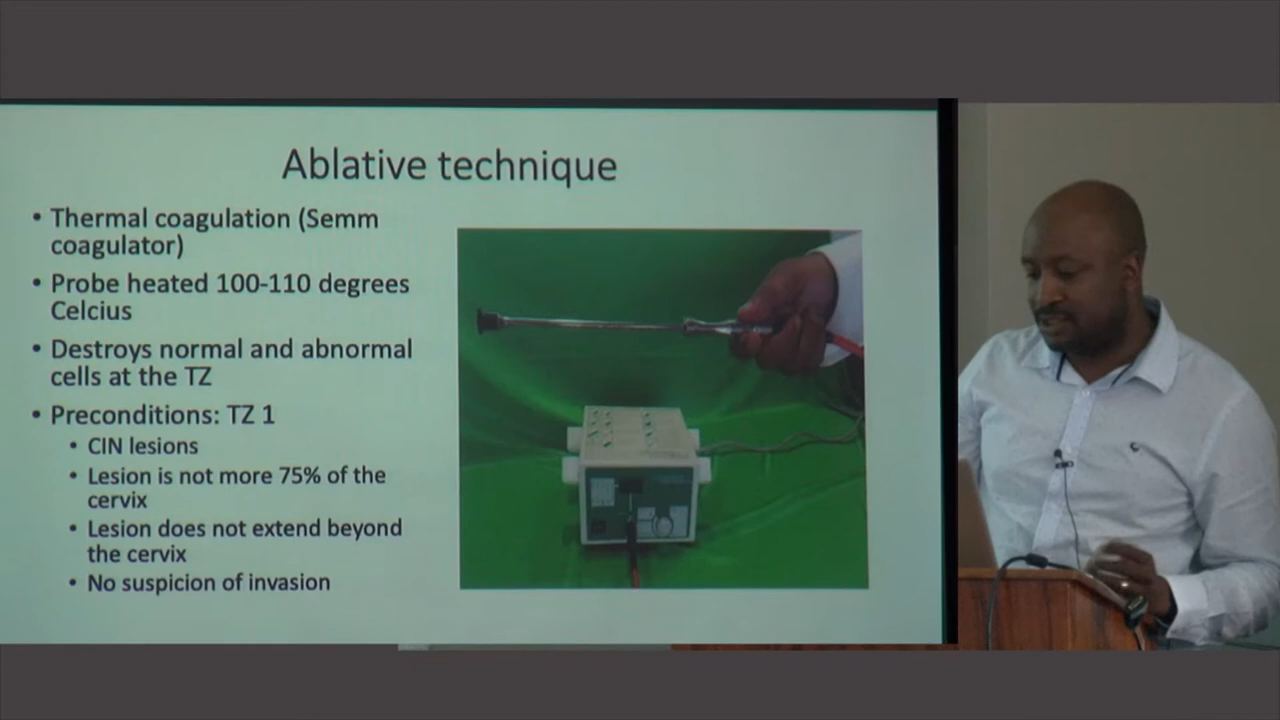 Ablative technique
• Thermal coagulation (Semm
coagulator)
• Probe heated 100-110 degrees
Celcius
• Destroys normal and abnormal
cells at the TZ
• Preconditions: TZ 1
• CIN lesions
• Lesion is not more 75% of the
cervix
• Lesion does not extend beyond
the cervix
• No suspicion of invasion